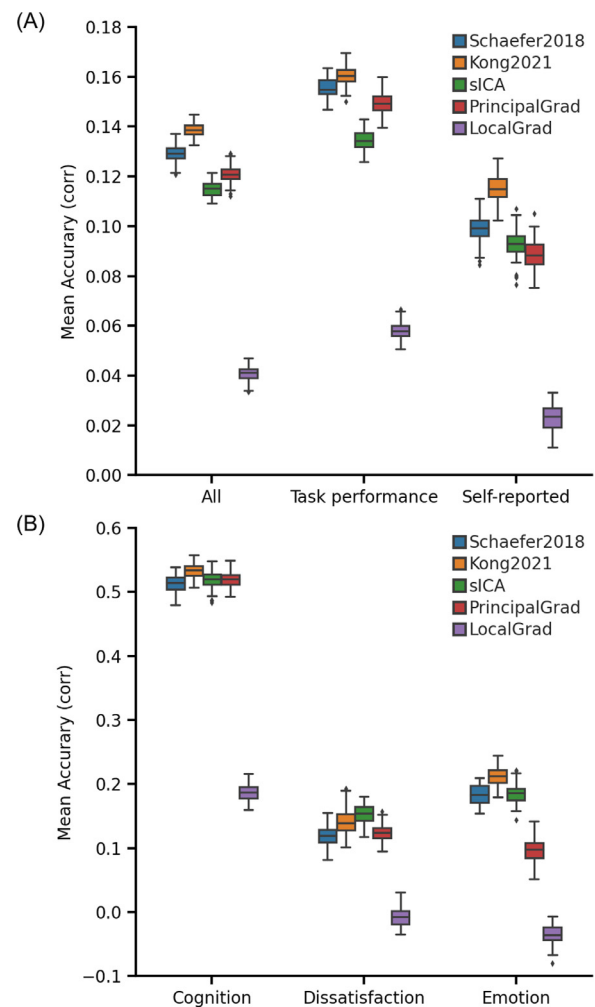 (A)
0.18
0.16
0.14
0.12
0.10
0.08
0.06
0.04
0.02
0.00
Mean Accurary (corr)
Schaefer2018
Kong2021
sICA
PrincipalGrad
LocalGrad
All Task performance Self-reported
(B)
0.6
0.5
0.4
0.3
0.2
0.1
0.0
−0.1
Mean Accurary (corr)
Schaefer2018
Kong2021
sICA
PrincipalGrad
LocalGrad
Cognition Dissatisfaction Emotion